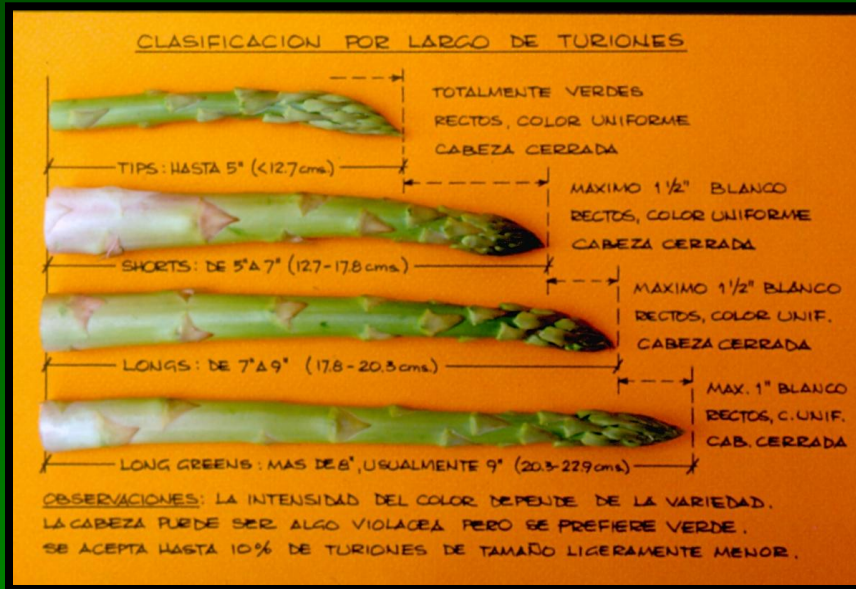 CLASIFICACION POR LARGO DE TURIONES
TOTALMENTE VERDES
RECTOS, COLOR UNIFORME
CABEZA CERRADA
TIPS: HASTA 5" (<12.7 cms.)
MAXIMO 1 1/2" BLANCO
RECTOS, COLOR UNIFORME
CABEZA CERRADA
SHORTS: DE 5" A 7" (12.7-17.8 cms.)
MAXIMO 1 1/2" BLANCO
RECTOS, COLOR UNIF.
CABEZA CERRADA
LONGS: DE 7" A 9" (17.8-20.3 cms.)
MAX. 1" BLANCO
RECTOS, C. UNIF.
CAB. CERRADA
LONG GREENS: MAS DE 8", USUALMENTE 9" (20.3-22.9 cms)
OBSERVACIONES: LA INTENSIDAD DEL COLOR DEPENDE DE LA VARIEDAD.
LA CABEZA PUEDE SER ALGO VIOLACEA PERO SE PREFIERE VERDE.
SE ACEPTA HASTA 10% DE TURIONES DE TAMAÑO LIGERAMENTE MENOR.